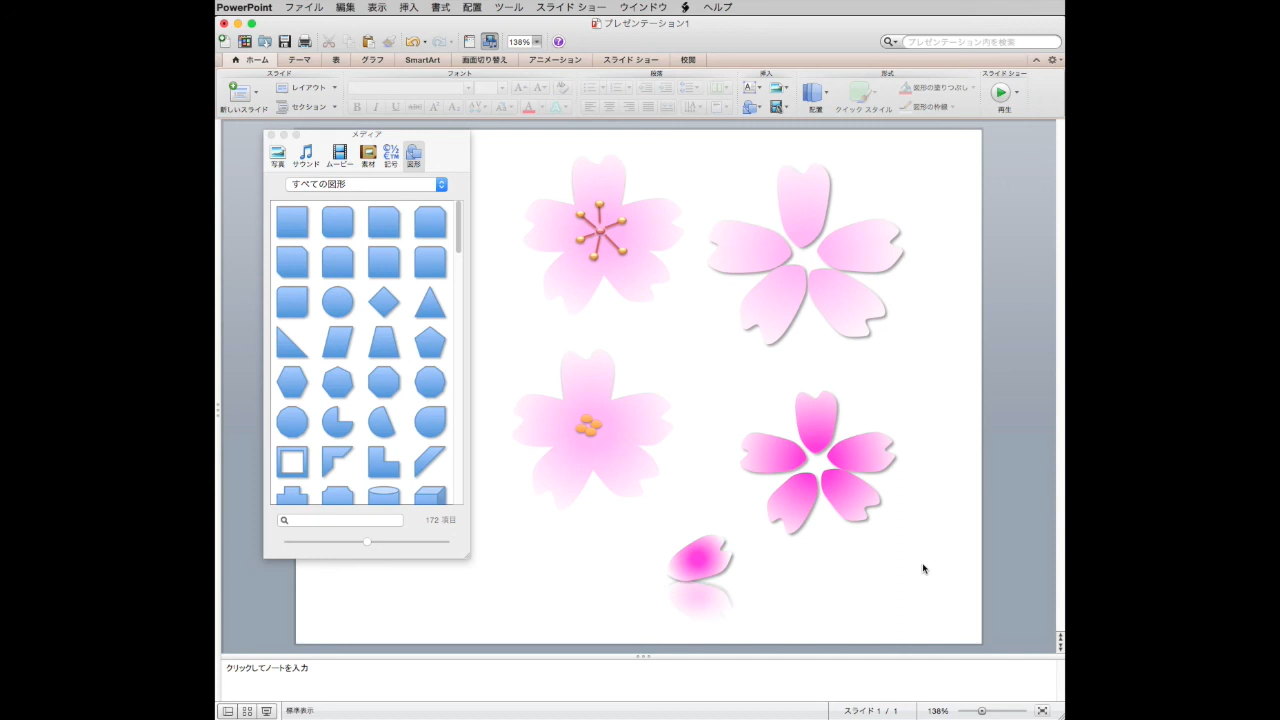 PowerPoint ファイル 編集 表示 挿入 書式 配置 ツール スライド ショー ウインドウ ヘルプ
プレゼンテーション1
138% プレゼンテーション内を検索
ホーム テーマ 表 グラフ SmartArt 画面切り替え アニメーション スライド ショー 校閲
スライド フォント 段落 挿入 形式 スライド ショー
レイアウト
新しいスライド セクション
B I U ABC A² A₂ AV Aa A A
配置 クイック スタイル 図形の塗りつぶし
図形の枠線 再生
メディア
写真 サウンド ムービー 素材 記号 図形
すべての図形
172 項目
クリックしてノートを入力
標準表示 スライド 1 / 1 138%